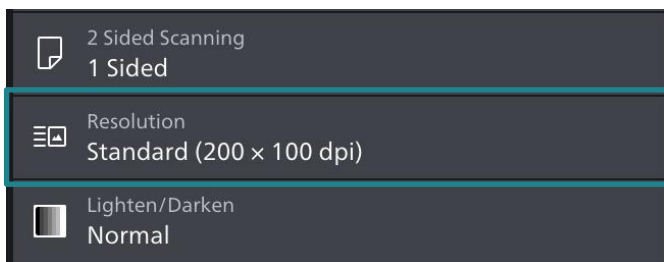 2 Sided Scanning
1 Sided
Resolution
Standard (200 × 100 dpi)
Lighten/Darken
Normal